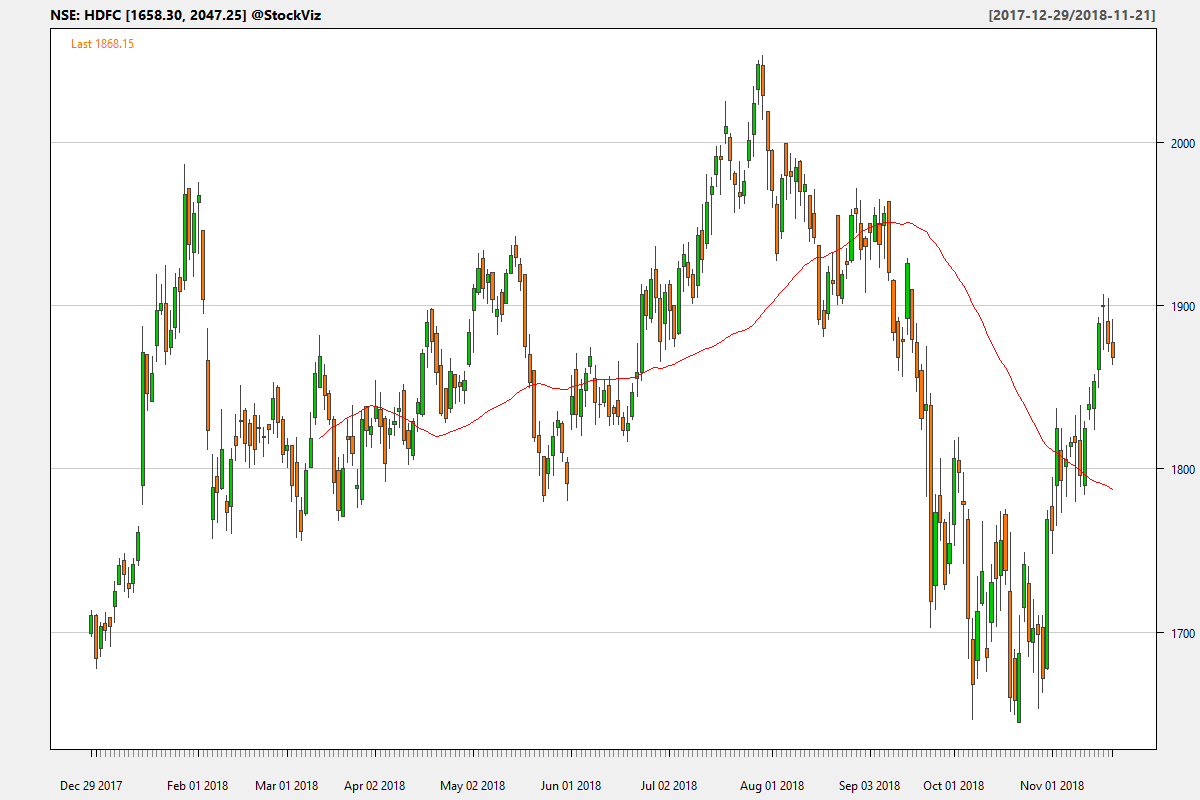 NSE: HDFC [1658.30, 2047.25] @StockViz [2017-12-29/2018-11-21]
Last 1868.15
2000
1900
1800
1700
Dec 29 2017 Feb 01 2018 Mar 01 2018 Apr 02 2018 May 02 2018 Jun 01 2018 Jul 02 2018 Aug 01 2018 Sep 03 2018 Oct 01 2018 Nov 01 2018